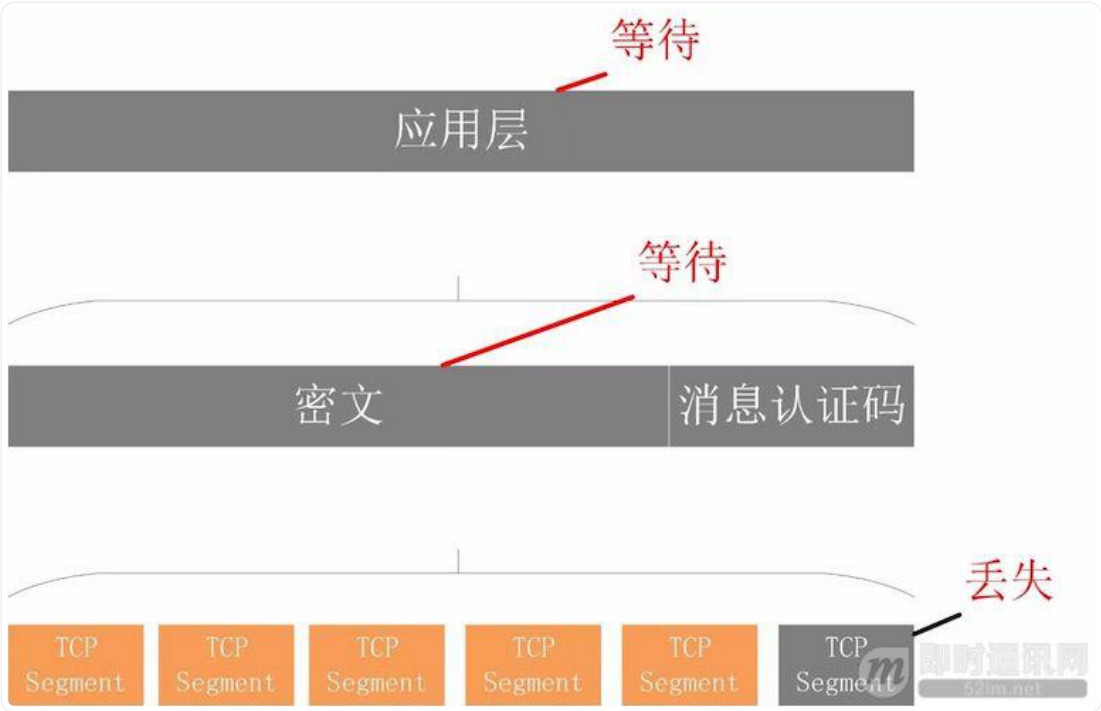 等待
应用层
等待
密文
消息认证码
丢失
TCP
Segment
TCP
Segment
TCP
Segment
TCP
Segment
TCP
Segment
TCP
Segment
m
即时通讯网
52im.net